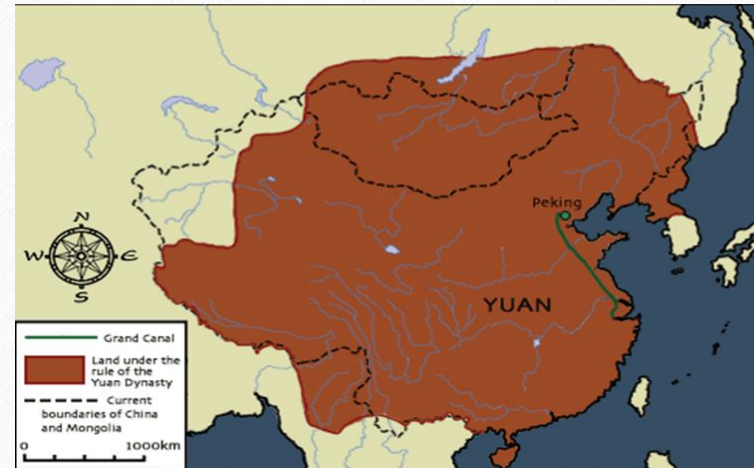 Peking
N
W E
S
YUAN
Grand Canal
Land under the
rule of the
Yuan Dynasty
Current
boundaries of China
and Mongolia
0 1000km